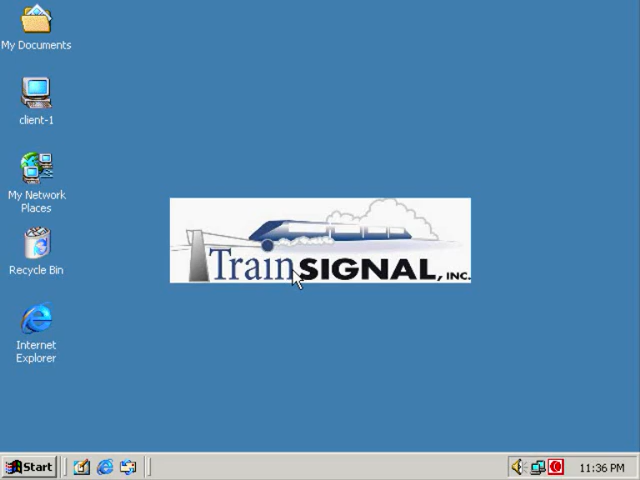 My Documents
client-1
My Network
Places
Recycle Bin
Internet
Explorer
TrainSIGNAL, INC.
Start
11:36 PM